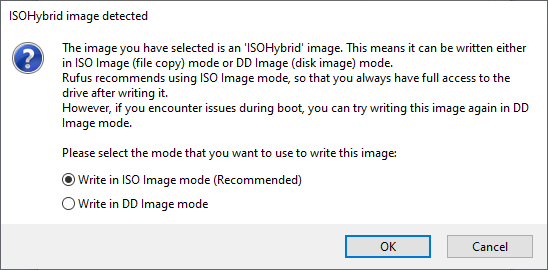 ISOHybrid image detected
The image you have selected is an 'ISOHybrid' image. This means it can be written either
in ISO Image (file copy) mode or DD Image (disk image) mode.
Rufus recommends using ISO Image mode, so that you always have full access to the
drive after writing it.
However, if you encounter issues during boot, you can try writing this image again in DD
Image mode.
Please select the mode that you want to use to write this image:
Write in ISO Image mode (Recommended)
Write in DD Image mode
OK
Cancel